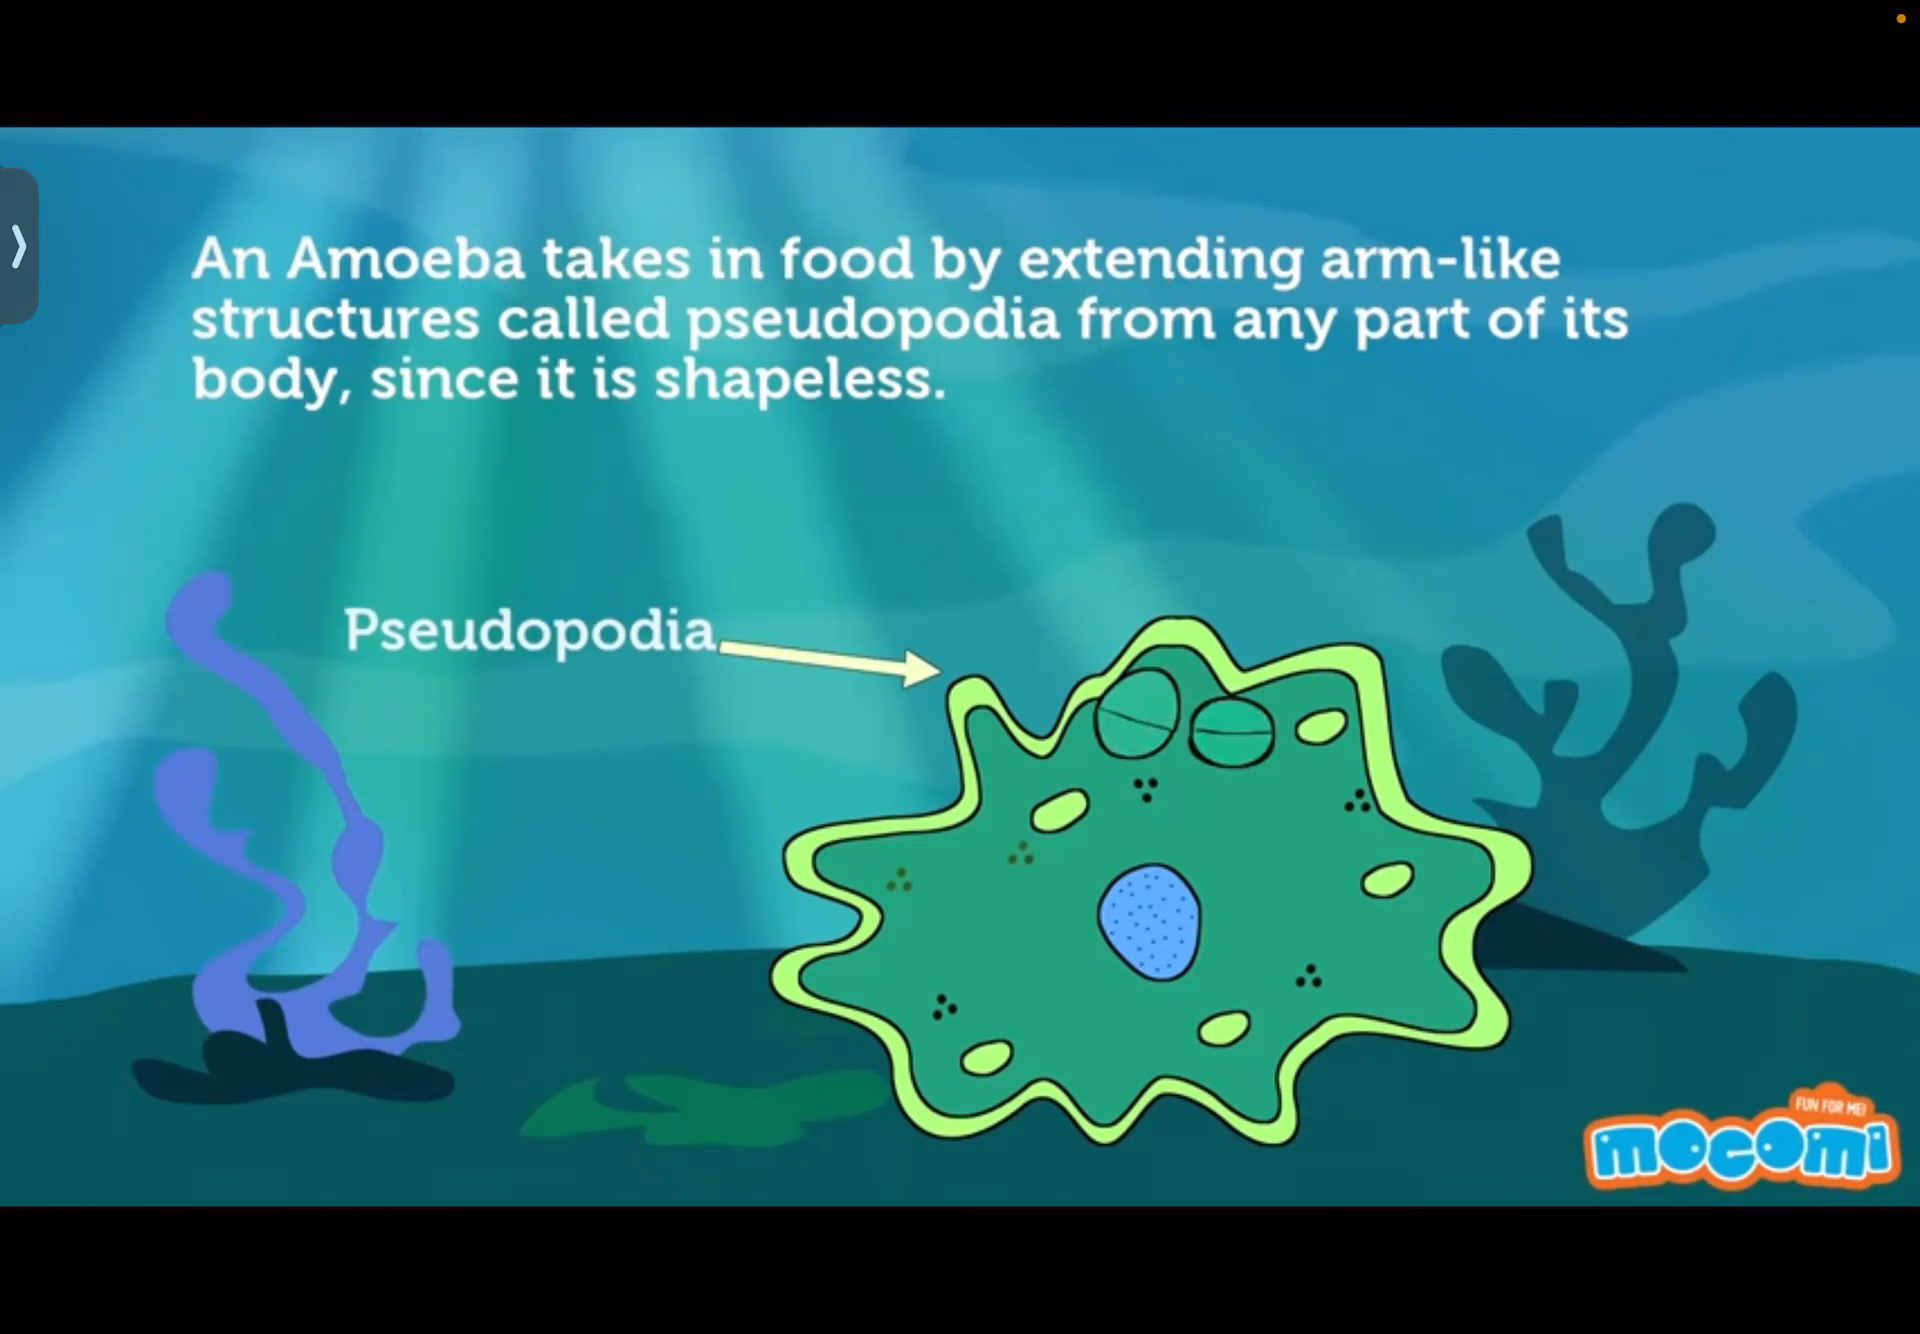 An Amoeba takes in food by extending arm-like
structures called pseudopodia from any part of its
body, since it is shapeless.
Pseudopodia
FUN FOR ME!
mocomi